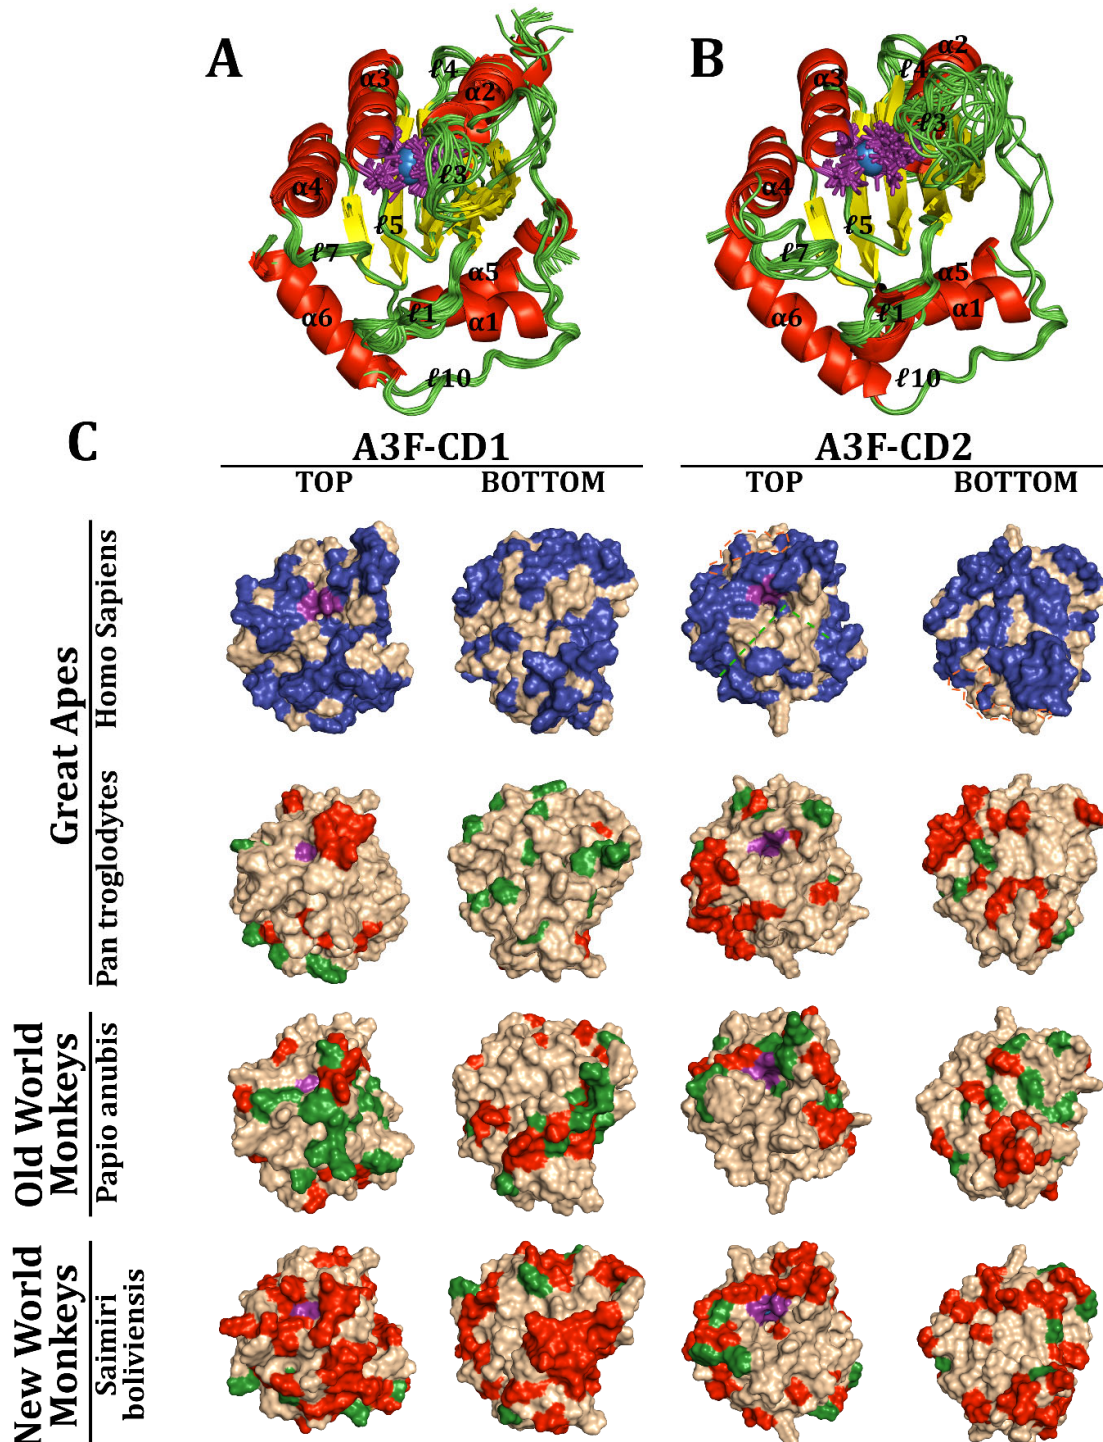 A
α3
ℓ4
α2
α4
ℓ3
ℓ5
ℓ7
α5
α6
ℓ1
α1
ℓ10
B
α3
α2
ℓ4
ℓ3
α4
ℓ5
ℓ7
α5
α6
ℓ1
α1
ℓ10
C
A3F-CD1
A3F-CD2
TOP
BOTTOM
TOP
BOTTOM
Great Apes
Homo Sapiens
Pan troglodytes
Old World
Monkeys
Papio anubis
New World
Monkeys
Saimiri
boliviensis